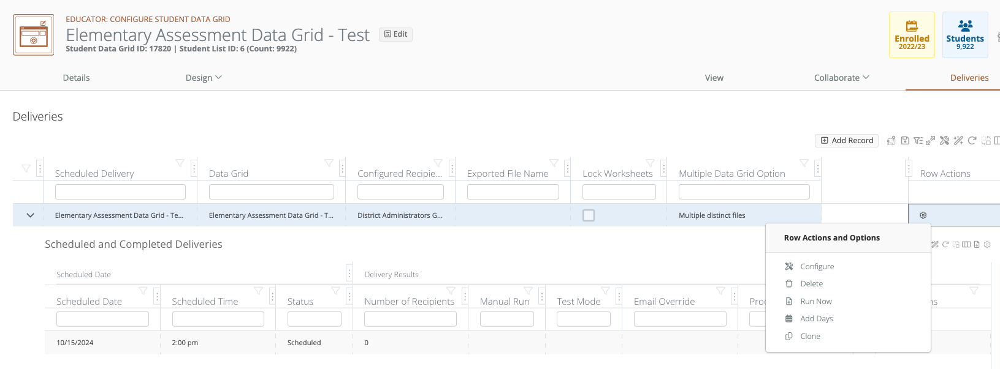 EDUCATOR: CONFIGURE STUDENT DATA GRID
Elementary Assessment Data Grid - Test
Edit
Student Data Grid ID: 17820 | Student List ID: 6 (Count: 9922)
Enrolled
2022/23
Students
9,922
Details
Design
View
Collaborate
Deliveries
Deliveries
Add Record
Scheduled Delivery
Data Grid
Configured Recipie...
Exported File Name
Lock Worksheets
Multiple Data Grid Option
Row Actions
Elementary Assessment Data Grid - Te...
Elementary Assessment Data Grid - T...
District Administrators G...
Multiple distinct files
Row Actions and Options
Configure
Delete
Run Now
Add Days
Clone
Scheduled and Completed Deliveries
Scheduled Date
Delivery Results
Scheduled Date
Scheduled Time
Status
Number of Recipients
Manual Run
Test Mode
Email Override
10/15/2024
2:00 pm
Scheduled
0